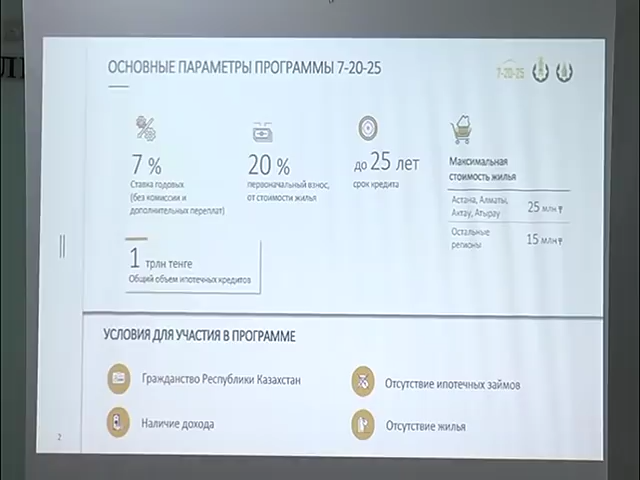 ОСНОВНЫЕ ПАРАМЕТРЫ ПРОГРАММЫ 7-20-25
7-20-25
7 %
Ставка годовых
(без комиссии и
дополнительных переплат)
20 %
первоначальный взнос,
от стоимости жилья
до 25 лет
срок кредита
Максимальная
стоимость жилья
Астана, Алматы,
Актау, Атырау
25 млн ₸
Остальные
регионы
15 млн ₸
1 трлн тенге
Общий объем ипотечных кредитов
УСЛОВИЯ ДЛЯ УЧАСТИЯ В ПРОГРАММЕ
Гражданство Республики Казахстан
Отсутствие ипотечных займов
Наличие дохода
Отсутствие жилья
2